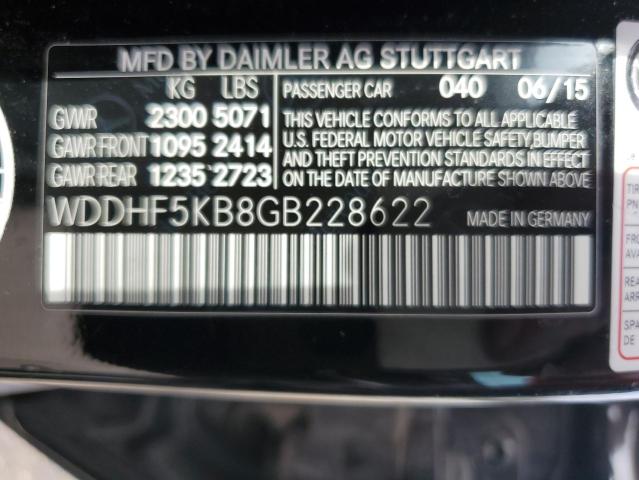 MFD BY DAIMLER AG STUTTGART
KG LBS PASSENGER CAR 040 06/15
GVWR 2300 5071
GAWR FRONT 1095 2414
GAWR REAR 1235 2723
THIS VEHICLE CONFORMS TO ALL APPLICABLE
U.S. FEDERAL MOTOR VEHICLE SAFETY, BUMPER
AND THEFT PREVENTION STANDARDS IN EFFECT
ON THE DATE OF MANUFACTURE SHOWN ABOVE
WDDHF5KB8GB228622 MADE IN GERMANY